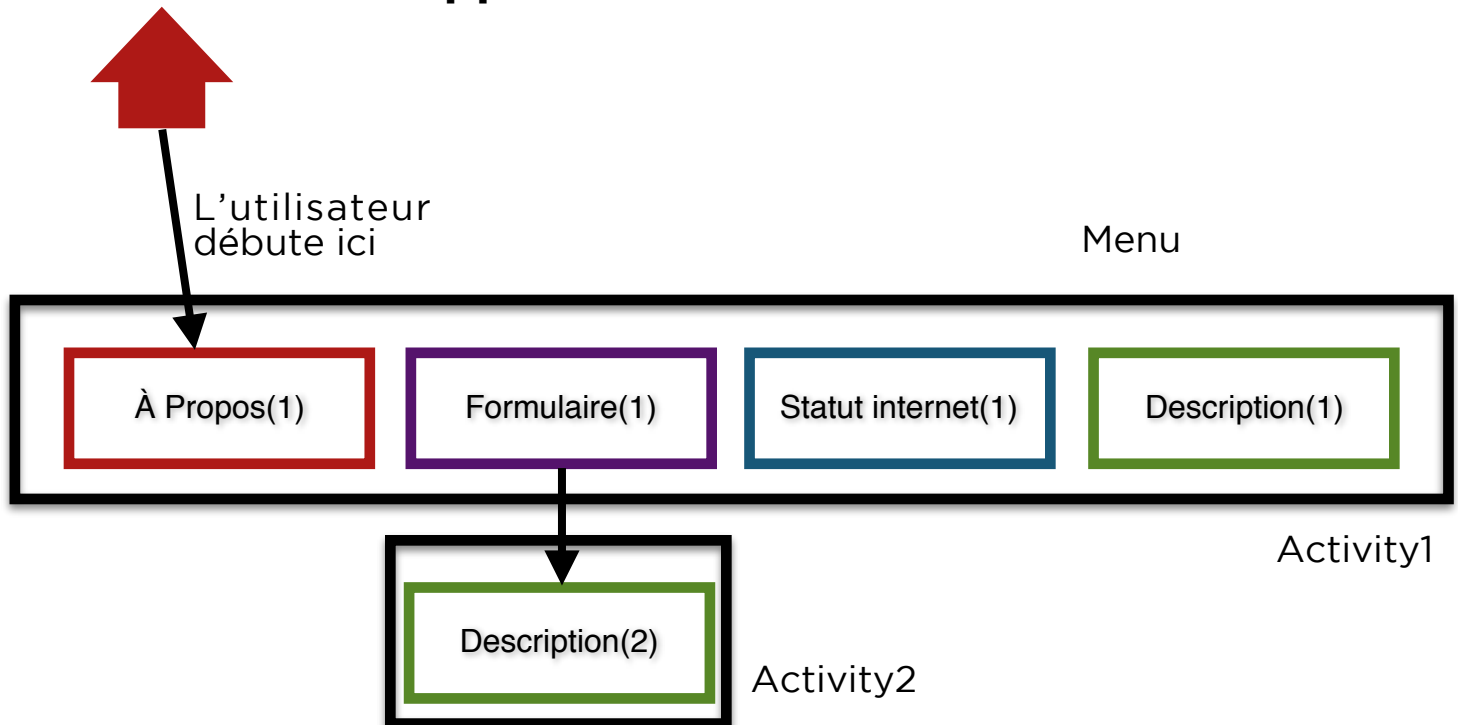 L'utilisateur
débute ici
Menu
À Propos(1)
Formulaire(1)
Statut internet(1)
Description(1)
Activity1
Description(2)
Activity2